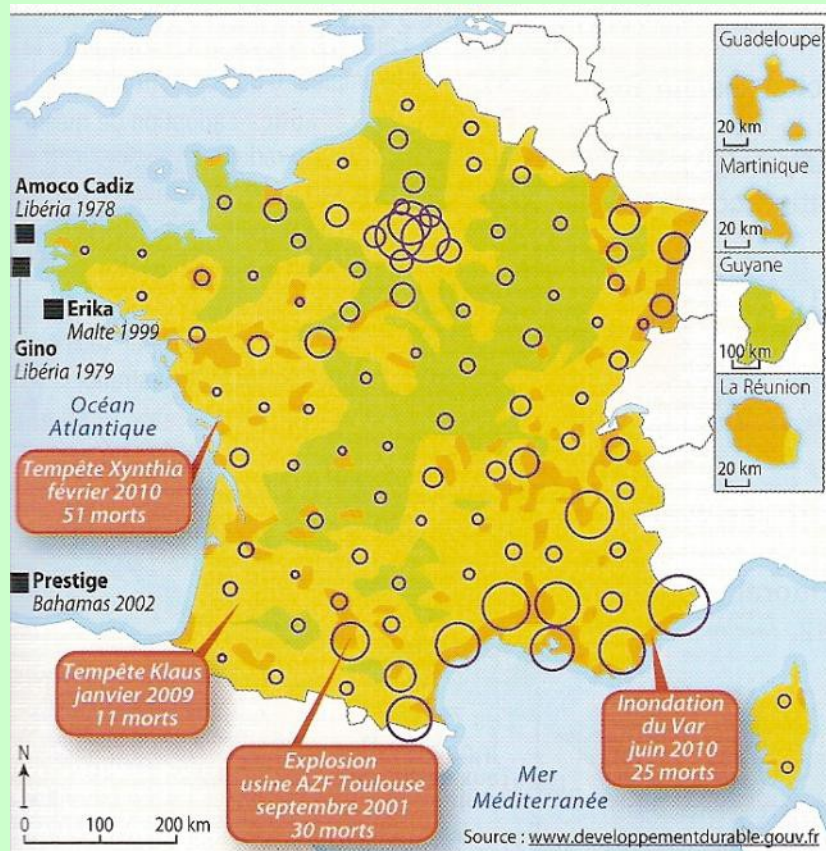 Guadeloupe
20 km
Martinique
20 km
Guyane
100 km
La Réunion
20 km
Amoco Cadiz
Libéria 1978
Erika
Malte 1999
Gino
Libéria 1979
Océan
Atlantique
Tempête Xynthia
février 2010
51 morts
Prestige
Bahamas 2002
Tempête Klaus
janvier 2009
11 morts
Explosion
usine AZF Toulouse
septembre 2001
30 morts
Inondation
du Var
juin 2010
25 morts
Mer
Méditerranée
N
0 100 200 km
Source : www.developpementdurable.gouv.fr